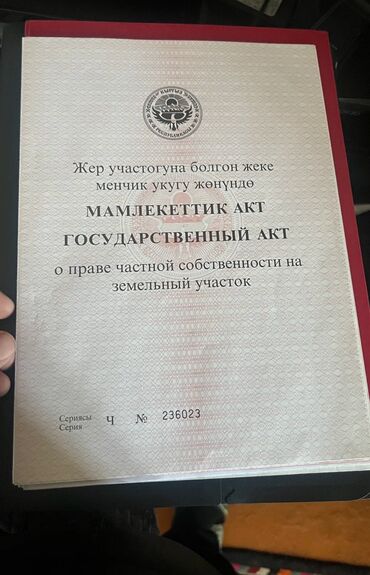 Жер участогуна болгон жеке
менчик укугу жөнүндө
МАМЛЕКЕТТИК АКТ
ГОСУДАРСТВЕННЫЙ АКТ
о праве частной собственности на
земельный участок
Сериясы
Серия Ч № 236023